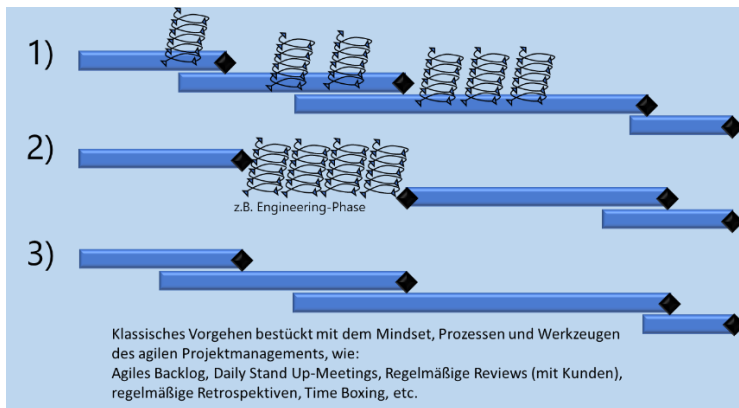 1)
2)
z.B. Engineering-Phase
3)
Klassisches Vorgehen bestückt mit dem Mindset, Prozessen und Werkzeugen
des agilen Projektmanagements, wie:
Agiles Backlog, Daily Stand Up-Meetings, Regelmäßige Reviews (mit Kunden),
regelmäßige Retrospektiven, Time Boxing, etc.